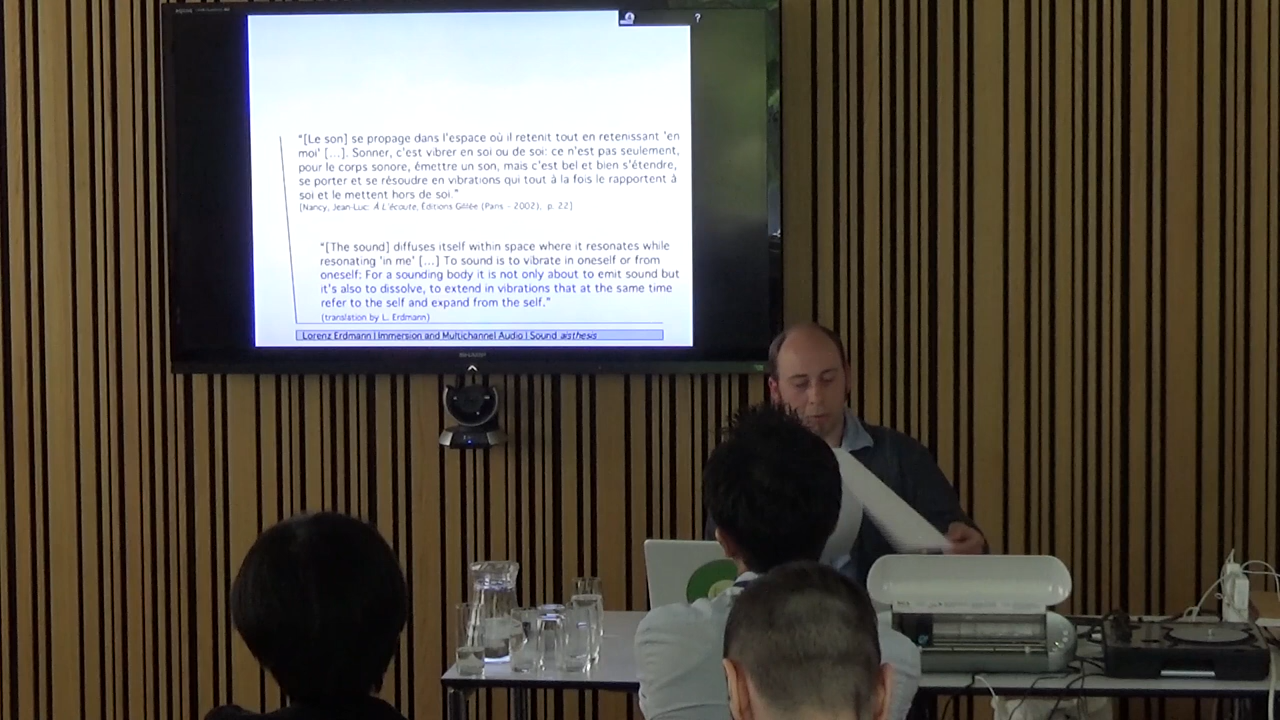 ?
“[Le son] se propage dans l'espace où il retenit tout en retenissant 'en
moi' [...]. Sonner, c'est vibrer en soi ou de soi: ce n'est pas seulement,
pour le corps sonore, émettre un son, mais c'est bel et bien s'étendre,
se porter et se résoudre en vibrations qui tout à la fois le rapportent à
soi et le mettent hors de soi.”
[Nancy, Jean-Luc: À L'écoute, Éditions Gélée (Paris - 2002), p. 22]
“[The sound] diffuses itself within space where it resonates while
resonating 'in me' [...] To sound is to vibrate in oneself or from
oneself: For a sounding body it is not only about to emit sound but
it's also to dissolve, to extend in vibrations that at the same time
refer to the self and expand from the self.”
(translation by L. Erdmann)
Lorenz Erdmann | Immersion and Multichannel Audio | Sound aisthesis
SHARP